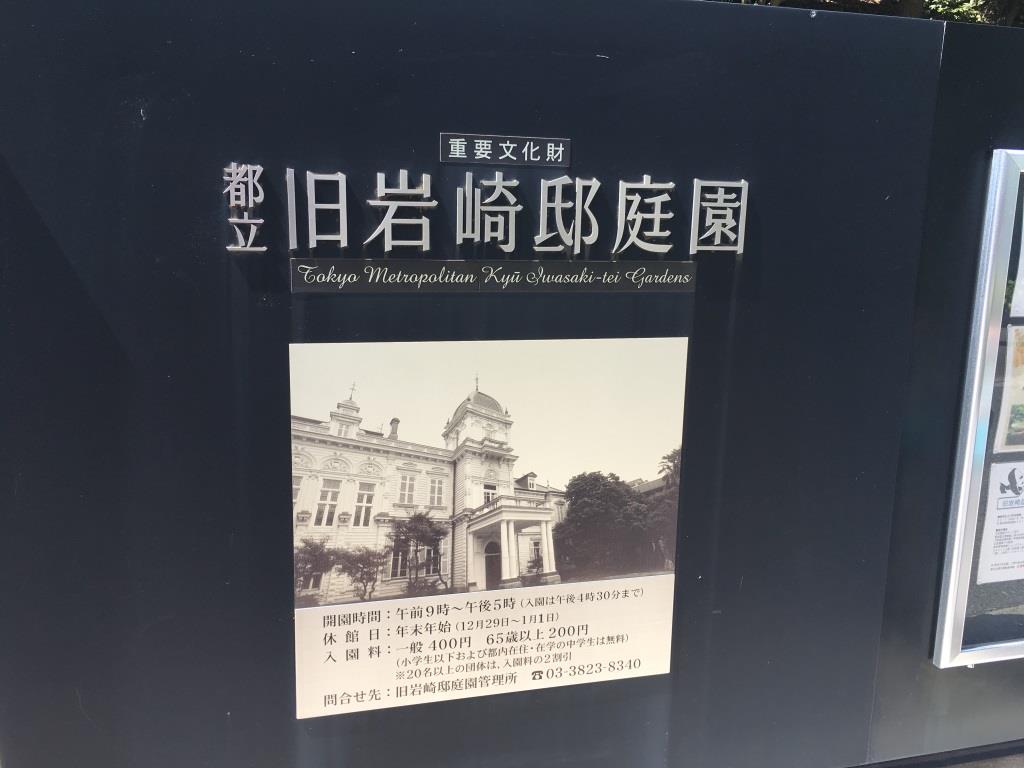 重要文化財
都立
旧岩崎邸庭園
Tokyo Metropolitan Kyū Iwasaki-tei Gardens
開園時間：午前9時〜午後5時（入園は午後4時30分まで）
休館日：年末年始（12月29日〜1月1日）
入園料：一般400円 65歳以上200円
（小学生以下および都内在住・在学の中学生は無料）
※20名以上の団体は、入園料の2割引
問合せ先：旧岩崎邸庭園管理所 ☎03-3823-8340